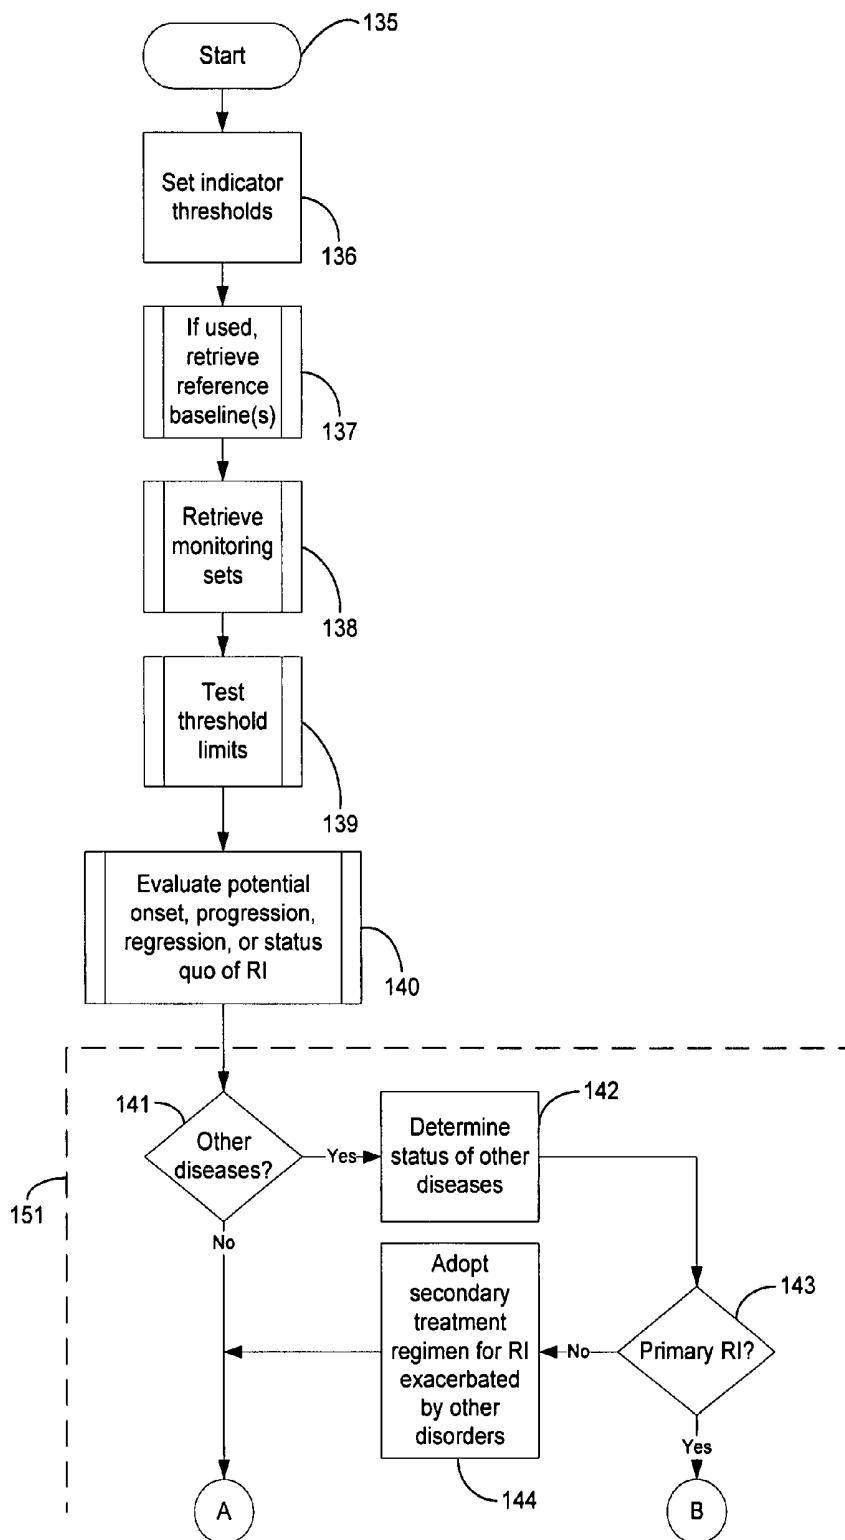 135
Start
Set indicator
thresholds
136
If used,
retrieve
reference
baseline(s)
137
Retrieve
monitoring
sets
138
Test
threshold
limits
139
Evaluate potential
onset, progression,
regression, or status
quo of RI
140
141
Other
diseases?
Yes
142
Determine
status of other
diseases
151
No
143
Primary RI?
No
Adopt
secondary
treatment
regimen for RI
exacerbated
by other
disorders
144
Yes
A
B